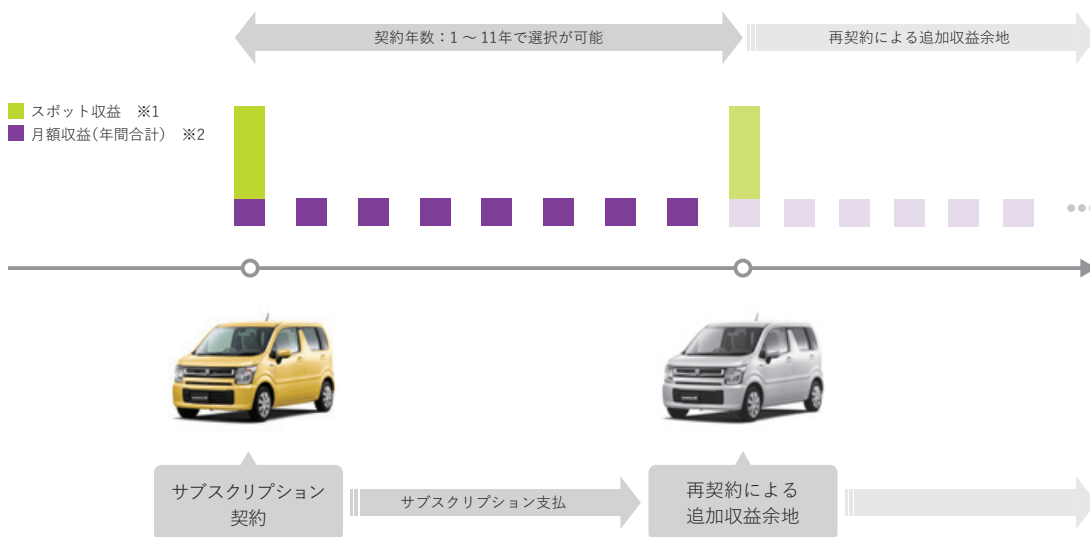 契約年数：1 ～ 11年で選択が可能
再契約による追加収益余地
スポット収益　※1
月額収益(年間合計)　※2
サブスクリプション
契約
サブスクリプション支払
再契約による
追加収益余地